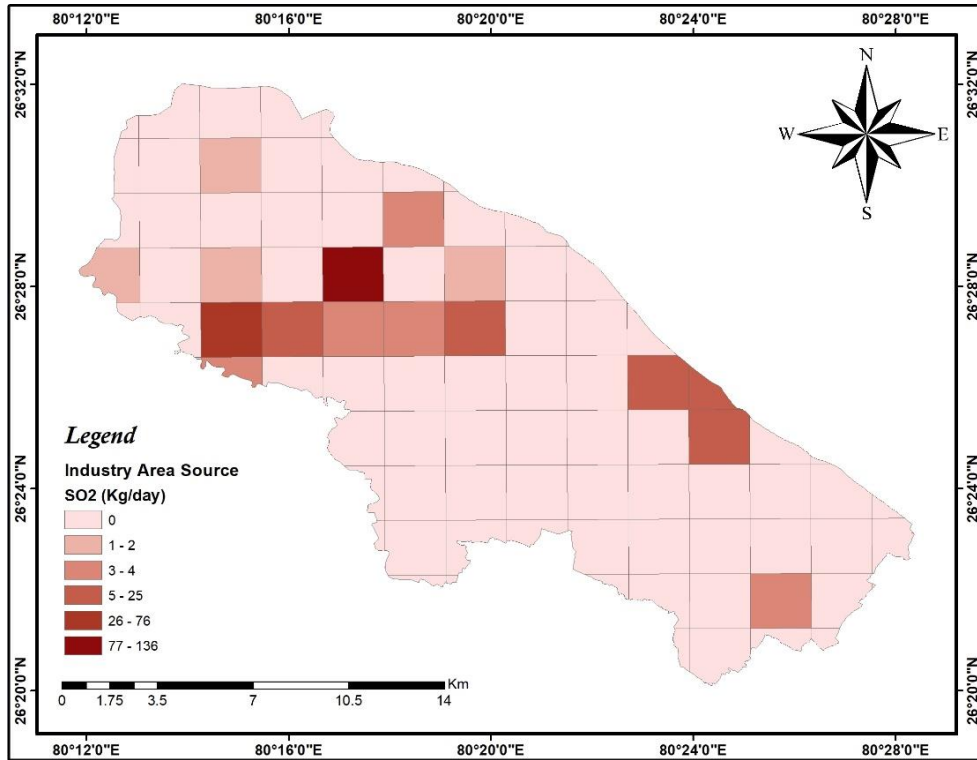 80°12'0"E 80°16'0"E 80°20'0"E 80°24'0"E 80°28'0"E
26°32'0"N 26°32'0"N
N
W E
S
26°28'0"N 26°28'0"N
Legend
Industry Area Source
SO2 (Kg/day)
0
1 - 2
3 - 4
5 - 25
26 - 76
77 - 136
26°24'0"N 26°24'0"N
Km
0 1.75 3.5 7 10.5 14
26°20'0"N 26°20'0"N
80°12'0"E 80°16'0"E 80°20'0"E 80°24'0"E 80°28'0"E